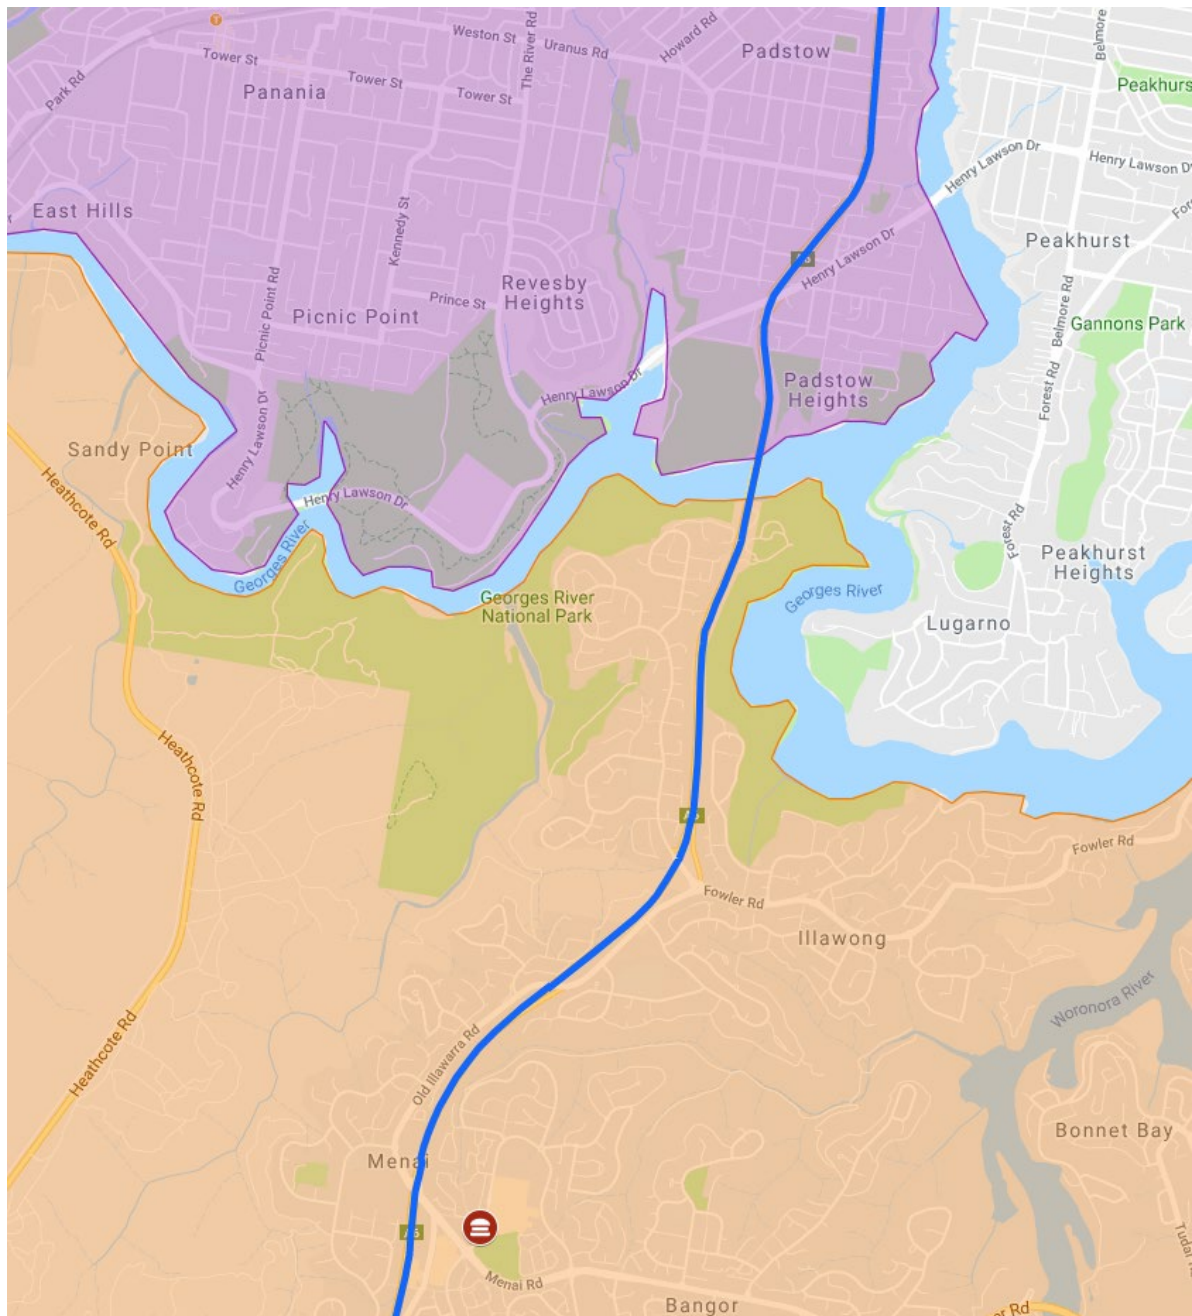 T
Weston St
Uranus Rd
Howard Rd
The River Rd
Padstow
Belmore
Tower St
Park Rd
Panania
Tower St
Tower St
Peakhurs
Henry Lawson Dr
Henry Lawson Dr
East Hills
Kennedy St
Picnic Point Rd
A6
Henry Lawson Dr
Peakhurst
Revesby
Heights
Prince St
Picnic Point
Belmore Rd
Gannons Park
Forest Rd
Padstow
Heights
Henry Lawson Dr
Henry Lawson Dr
Sandy Point
Heathcote Rd
Henry Lawson Dr
Georges River
Forest Rd
Peakhurst
Heights
Georges River
National Park
Georges River
Lugarno
Heathcote Rd
A6
Fowler Rd
Fowler Rd
Illawong
Woronora River
Heathcote Rd
Old Illawarra Rd
Menai
Bonnet Bay
A6
Menai Rd
Bangor